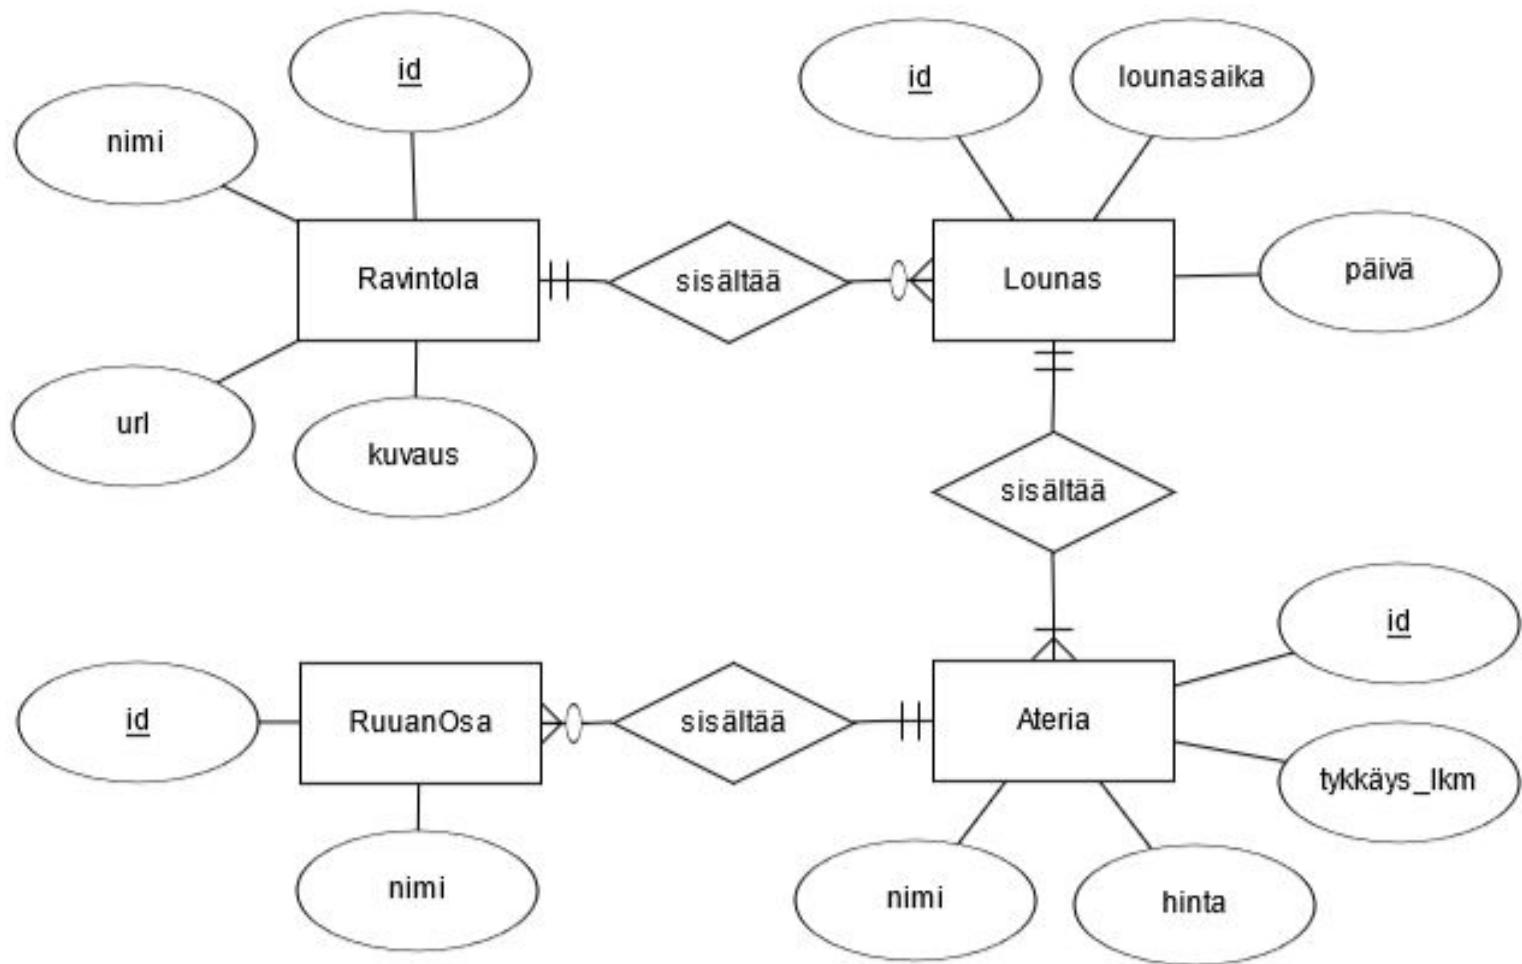 id
nimi
Ravintola
url
kuvaus
sisältää
id
lounasaika
Lounas
päivä
sisältää
id
RuuanOsa
nimi
sisältää
Ateria
id
tykkäys_lkm
nimi
hinta